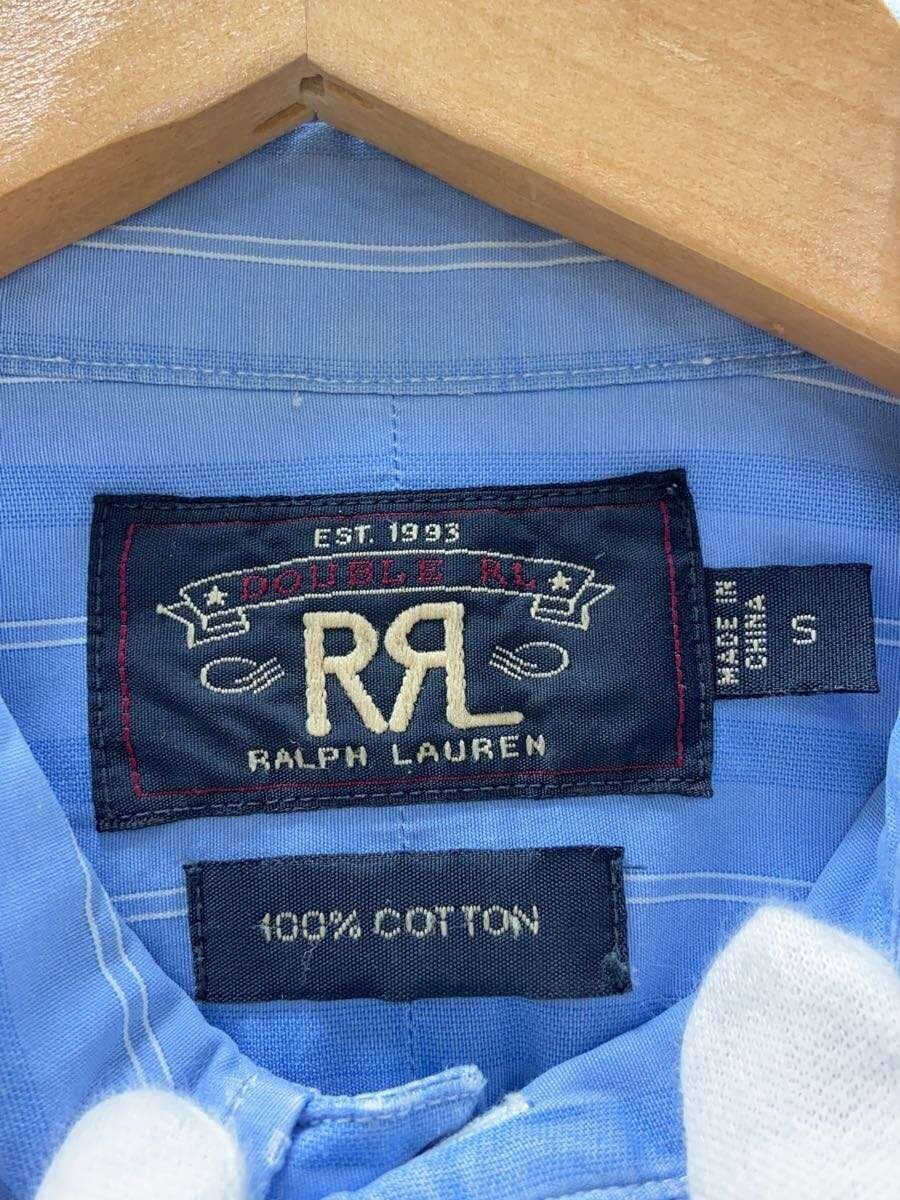 EST. 1993
DOUBLE RL
RRL
RALPH LAUREN
MADE IN
CHINA
S
100% COTTON